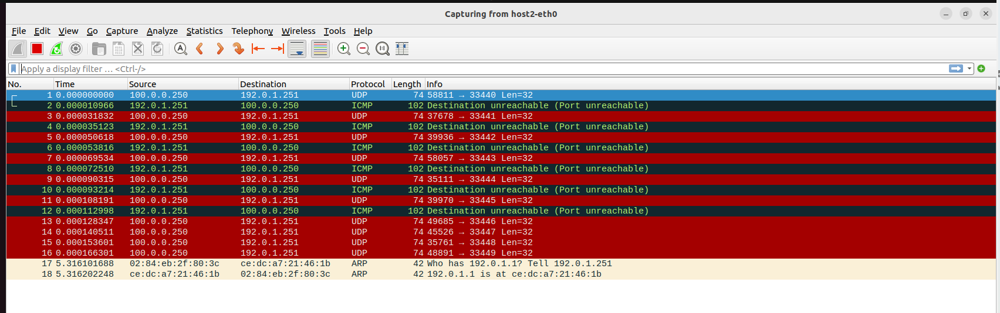 Capturing from host2-eth0
File Edit View Go Capture Analyze Statistics Telephony Wireless Tools Help
Apply a display filter … <Ctrl-/>
No. Time Source Destination Protocol Length Info
1 0.000000000 100.0.0.250 192.0.1.251 UDP 74 58811 → 33440 Len=32
2 0.000010966 192.0.1.251 100.0.0.250 ICMP 102 Destination unreachable (Port unreachable)
3 0.000031832 100.0.0.250 192.0.1.251 UDP 74 37678 → 33441 Len=32
4 0.000035123 192.0.1.251 100.0.0.250 ICMP 102 Destination unreachable (Port unreachable)
5 0.000050618 100.0.0.250 192.0.1.251 UDP 74 39936 → 33442 Len=32
6 0.000053816 192.0.1.251 100.0.0.250 ICMP 102 Destination unreachable (Port unreachable)
7 0.000069534 100.0.0.250 192.0.1.251 UDP 74 58057 → 33443 Len=32
8 0.000072510 192.0.1.251 100.0.0.250 ICMP 102 Destination unreachable (Port unreachable)
9 0.000090315 100.0.0.250 192.0.1.251 UDP 74 35111 → 33444 Len=32
10 0.000093214 192.0.1.251 100.0.0.250 ICMP 102 Destination unreachable (Port unreachable)
11 0.000108191 100.0.0.250 192.0.1.251 UDP 74 39970 → 33445 Len=32
12 0.000112998 192.0.1.251 100.0.0.250 ICMP 102 Destination unreachable (Port unreachable)
13 0.000128347 100.0.0.250 192.0.1.251 UDP 74 49685 → 33446 Len=32
14 0.000140511 100.0.0.250 192.0.1.251 UDP 74 45526 → 33447 Len=32
15 0.000153601 100.0.0.250 192.0.1.251 UDP 74 35761 → 33448 Len=32
16 0.000166301 100.0.0.250 192.0.1.251 UDP 74 48891 → 33449 Len=32
17 5.316101688 02:84:eb:2f:80:3c ce:dc:a7:21:46:1b ARP 42 Who has 192.0.1.1? Tell 192.0.1.251
18 5.316202248 ce:dc:a7:21:46:1b 02:84:eb:2f:80:3c ARP 42 192.0.1.1 is at ce:dc:a7:21:46:1b